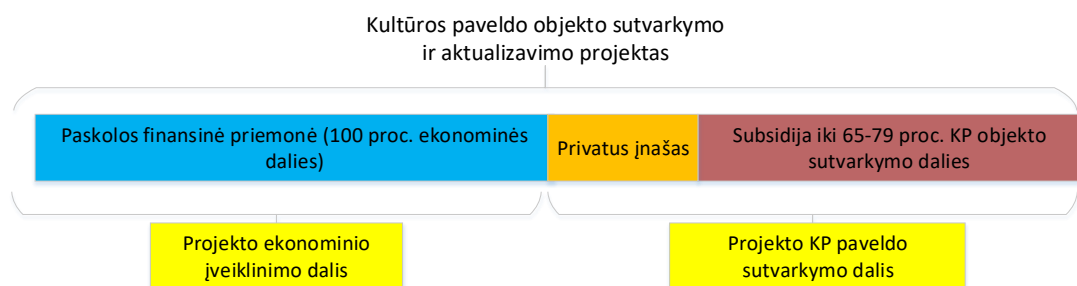 Kultūros paveldo objekto sutvarkymo
ir aktualizavimo projektas
Paskolos finansinė priemonė (100 proc. ekonominės
dalies)
Privatus įnašas
Subsidija iki 65-79 proc. KP objekto
sutvarkymo dalies
Projekto ekonominio
įveiklinimo dalis
Projekto KP paveldo
sutvarkymo dalis